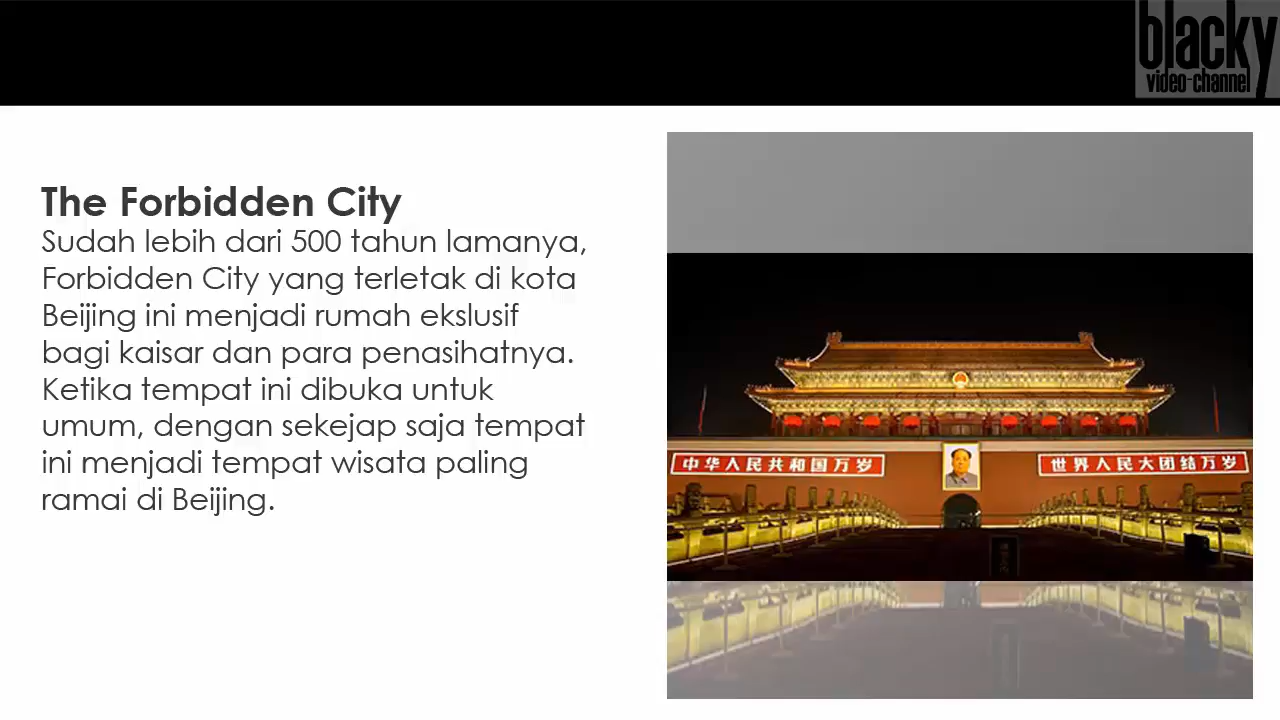 blacky
video-channel
The Forbidden City
Sudah lebih dari 500 tahun lamanya,
Forbidden City yang terletak di kota
Beijing ini menjadi rumah ekslusif
bagi kaisar dan para penasihatnya.
Ketika tempat ini dibuka untuk
umum, dengan sekejap saja tempat
ini menjadi tempat wisata paling
ramai di Beijing.
中华人民共和国万岁
世界人民大团结万岁